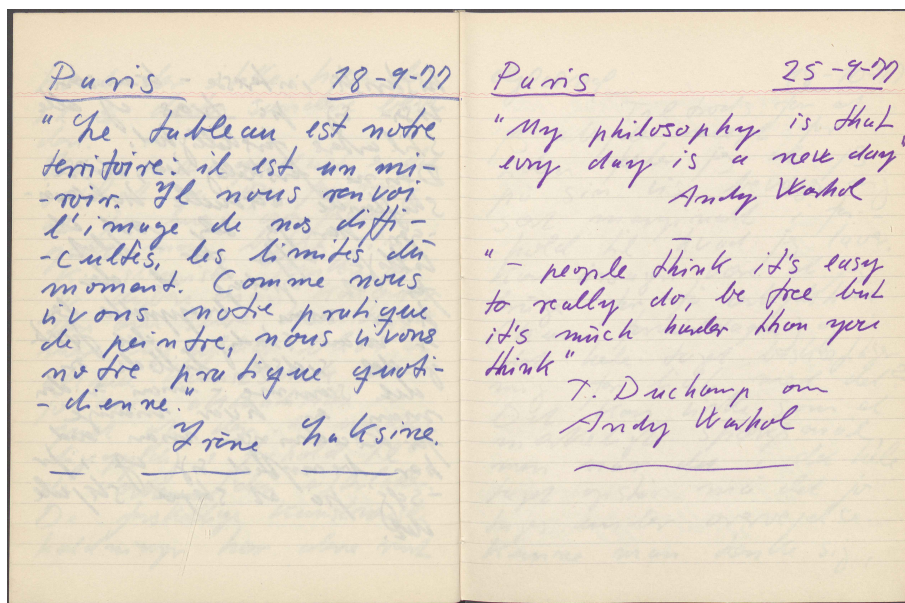 Paris 18-9-77
"Le tableau est notre
territoire: il est un mi-
-roir. Il nous renvoi
l'image de nos diffi-
-cultés, les limites du
moment. Comme nous
vivons notre pratique
de peintre, nous vivons
notre pratique quoti-
-dienne."
Irène Laksine.
Paris 25-9-77
"My philosophy is that
every day is a new day"
Andy Warhol
"- people think it's easy
to really do, be free but
it's much harder than you
think"
T. Duchamp om
Andy Warhol